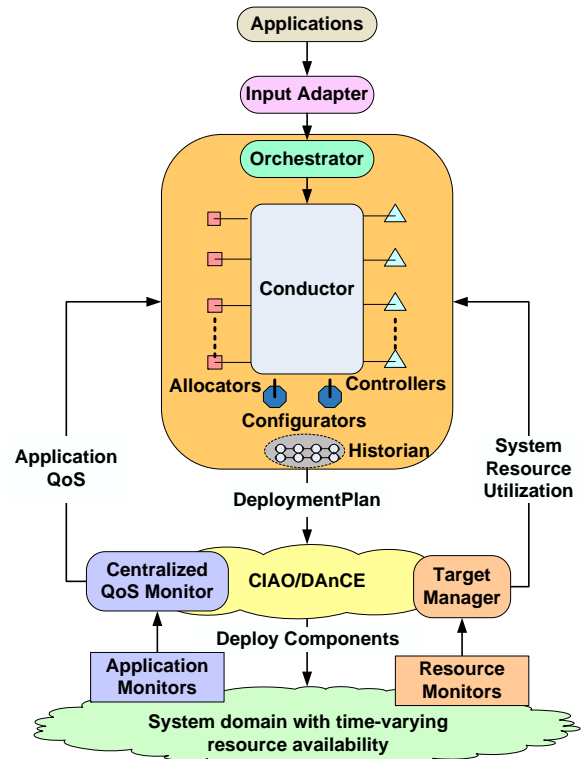 Applications
Input Adapter
Orchestrator
Conductor
Allocators
Controllers
Configurators
Historian
Application
QoS
System
Resource
Utilization
DeploymentPlan
Centralized
QoS Monitor
CIAO/DAnCE
Target
Manager
Deploy Components
Application
Monitors
Resource
Monitors
System domain with time-varying
resource availability